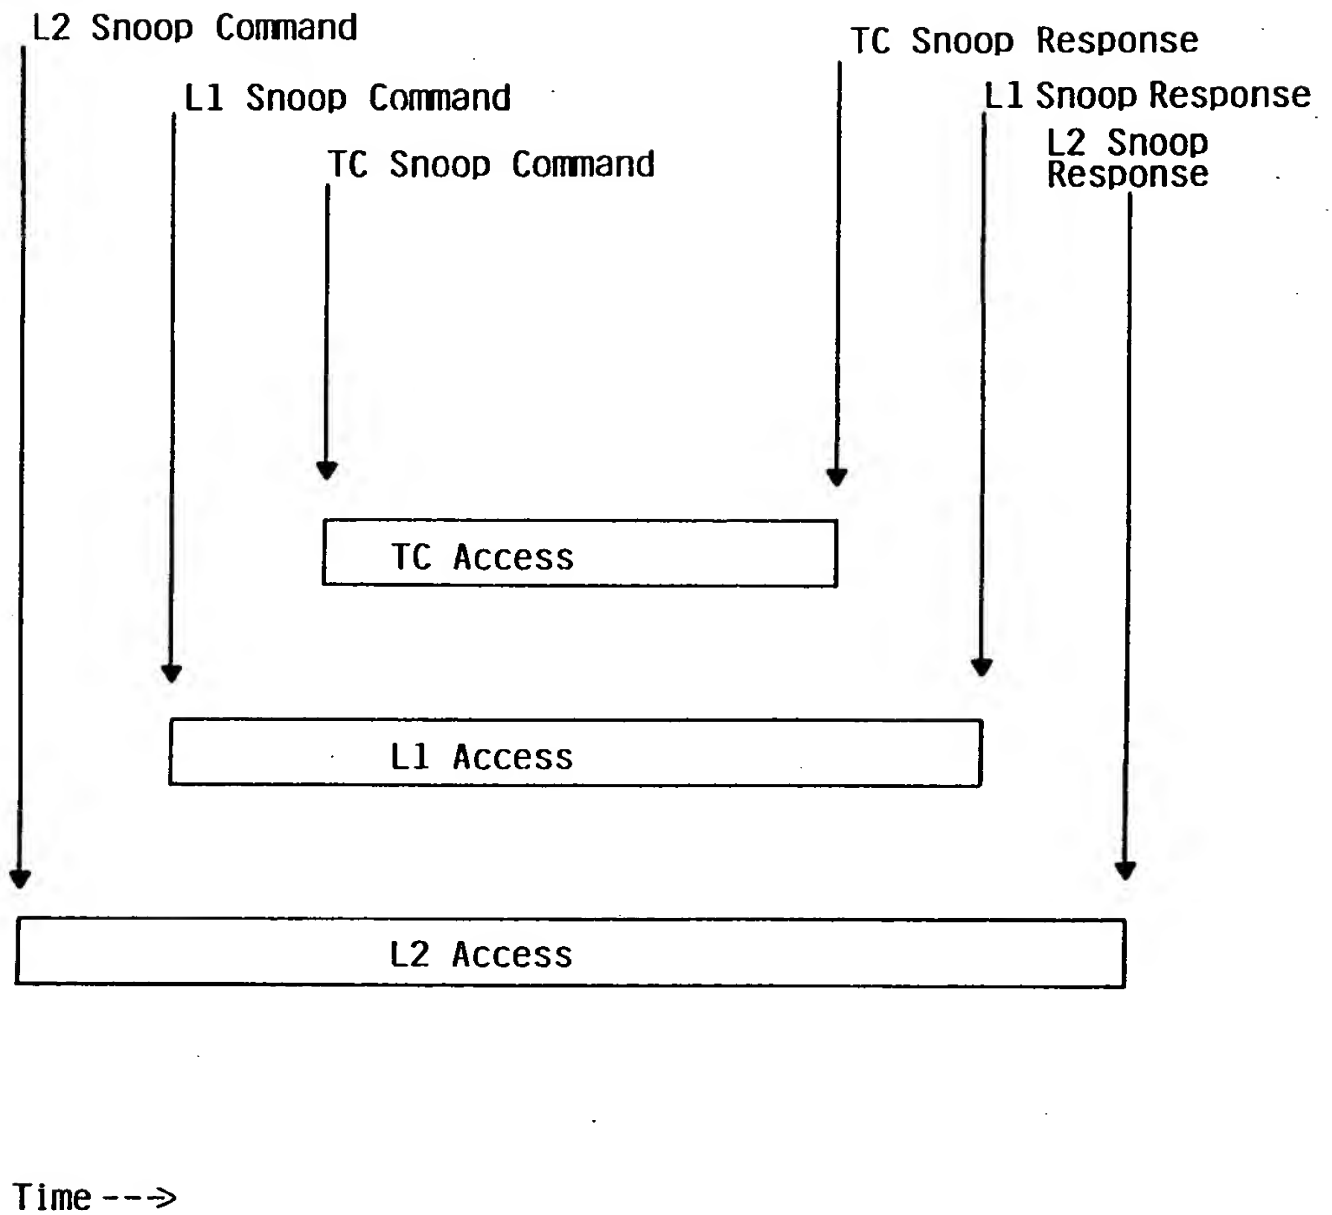 L2 Snoop Command
TC Snoop Response
L1 Snoop Command
L1 Snoop Response
L2 Snoop
Response
TC Snoop Command
TC Access
L1 Access
L2 Access
Time --->